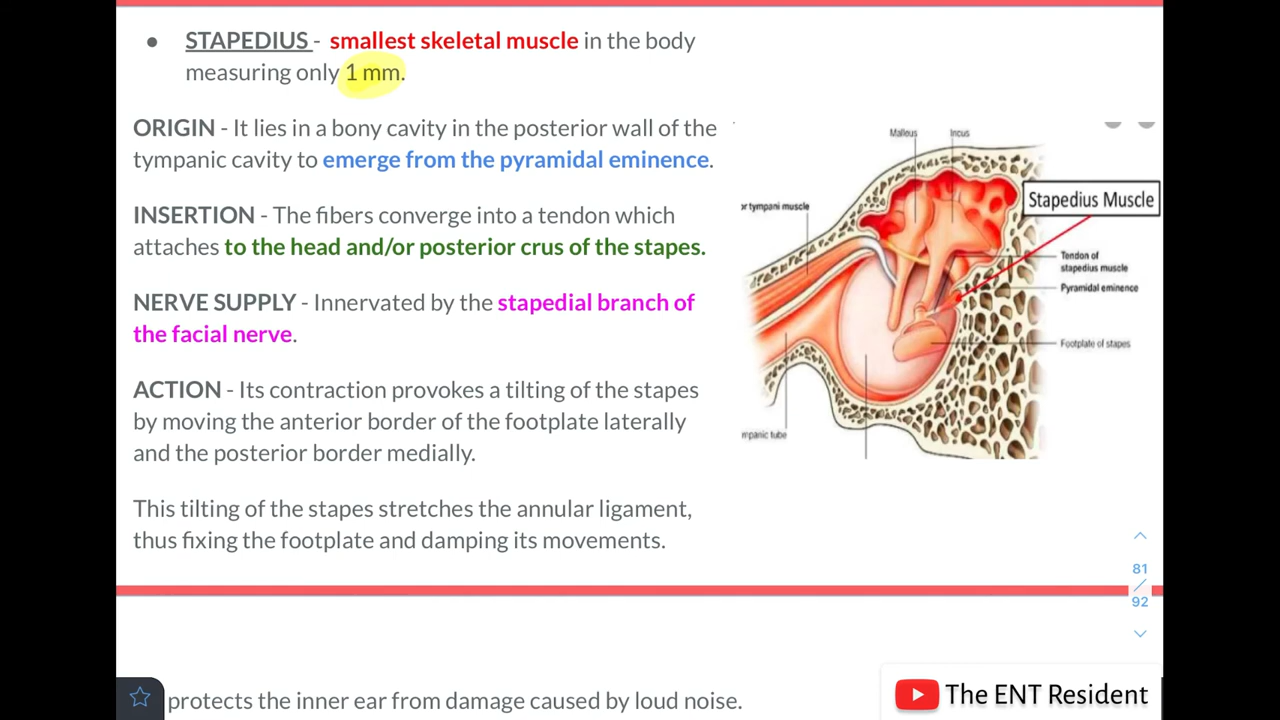 ● STAPEDIUS - smallest skeletal muscle in the body
measuring only 1 mm.
ORIGIN - It lies in a bony cavity in the posterior wall of the
tympanic cavity to emerge from the pyramidal eminence.
INSERTION - The fibers converge into a tendon which
attaches to the head and/or posterior crus of the stapes.
NERVE SUPPLY - Innervated by the stapedial branch of
the facial nerve.
ACTION - Its contraction provokes a tilting of the stapes
by moving the anterior border of the footplate laterally
and the posterior border medially.
This tilting of the stapes stretches the annular ligament,
thus fixing the footplate and damping its movements.
Malleus
Incus
Stapedius Muscle
or tympani muscle
Tendon of
stapedius muscle
Pyramidal eminence
Footplate of stapes
mpanic tube
81
/
92
protects the inner ear from damage caused by loud noise.
The ENT Resident